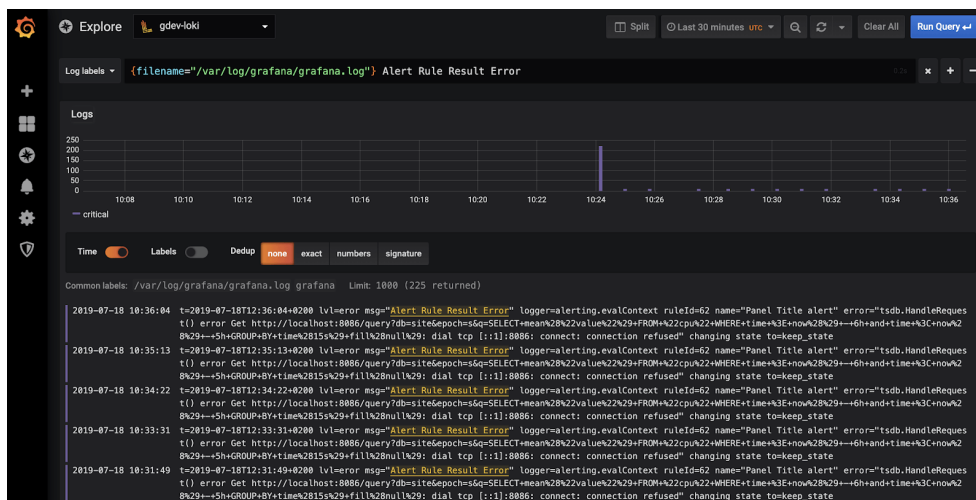 Explore gdev-loki Split Last 30 minutes UTC Clear All Run Query
Log labels {filename="/var/log/grafana/grafana.log"} Alert Rule Result Error
Logs
250
200
150
100
50
0
10:08 10:10 10:12 10:14 10:16 10:18 10:20 10:22 10:24 10:26 10:28 10:30 10:32 10:34 10:36
critical
Time Labels Dedup none exact numbers signature
Common labels: /var/log/grafana/grafana.log grafana Limit: 1000 (225 returned)
2019-07-18 10:36:04 t=2019-07-18T12:36:04+0200 lvl=eror msg="Alert Rule Result Error" logger=alerting.evalContext ruleId=62 name="Panel Title alert" error="tsdb.HandleReques
t() error Get http://localhost:8086/query?db=site&epoch=s&q=SELECT+mean%28%22value%22%29+FROM+%22cpu%22+WHERE+time+%3E+now%28%29+-+6h+and+time+%3C+now%2
8%29+-+5h+GROUP+BY+time%2815s%29+fill%28null%29: dial tcp [::1]:8086: connect: connection refused" changing state to=keep_state
2019-07-18 10:35:13 t=2019-07-18T12:35:13+0200 lvl=eror msg="Alert Rule Result Error" logger=alerting.evalContext ruleId=62 name="Panel Title alert" error="tsdb.HandleReques
t() error Get http://localhost:8086/query?db=site&epoch=s&q=SELECT+mean%28%22value%22%29+FROM+%22cpu%22+WHERE+time+%3E+now%28%29+-+6h+and+time+%3C+now%2
8%29+-+5h+GROUP+BY+time%2815s%29+fill%28null%29: dial tcp [::1]:8086: connect: connection refused" changing state to=keep_state
2019-07-18 10:34:22 t=2019-07-18T12:34:22+0200 lvl=eror msg="Alert Rule Result Error" logger=alerting.evalContext ruleId=62 name="Panel Title alert" error="tsdb.HandleReques
t() error Get http://localhost:8086/query?db=site&epoch=s&q=SELECT+mean%28%22value%22%29+FROM+%22cpu%22+WHERE+time+%3E+now%28%29+-+6h+and+time+%3C+now%2
8%29+-+5h+GROUP+BY+time%2815s%29+fill%28null%29: dial tcp [::1]:8086: connect: connection refused" changing state to=keep_state
2019-07-18 10:33:31 t=2019-07-18T12:33:31+0200 lvl=eror msg="Alert Rule Result Error" logger=alerting.evalContext ruleId=62 name="Panel Title alert" error="tsdb.HandleReques
t() error Get http://localhost:8086/query?db=site&epoch=s&q=SELECT+mean%28%22value%22%29+FROM+%22cpu%22+WHERE+time+%3E+now%28%29+-+6h+and+time+%3C+now%2
8%29+-+5h+GROUP+BY+time%2815s%29+fill%28null%29: dial tcp [::1]:8086: connect: connection refused" changing state to=keep_state
2019-07-18 10:31:49 t=2019-07-18T12:31:49+0200 lvl=eror msg="Alert Rule Result Error" logger=alerting.evalContext ruleId=62 name="Panel Title alert" error="tsdb.HandleReques
t() error Get http://localhost:8086/query?db=site&epoch=s&q=SELECT+mean%28%22value%22%29+FROM+%22cpu%22+WHERE+time+%3E+now%28%29+-+6h+and+time+%3C+now%2
8%29+-+5h+GROUP+BY+time%2815s%29+fill%28null%29: dial tcp [::1]:8086: connect: connection refused" changing state to=keep_state